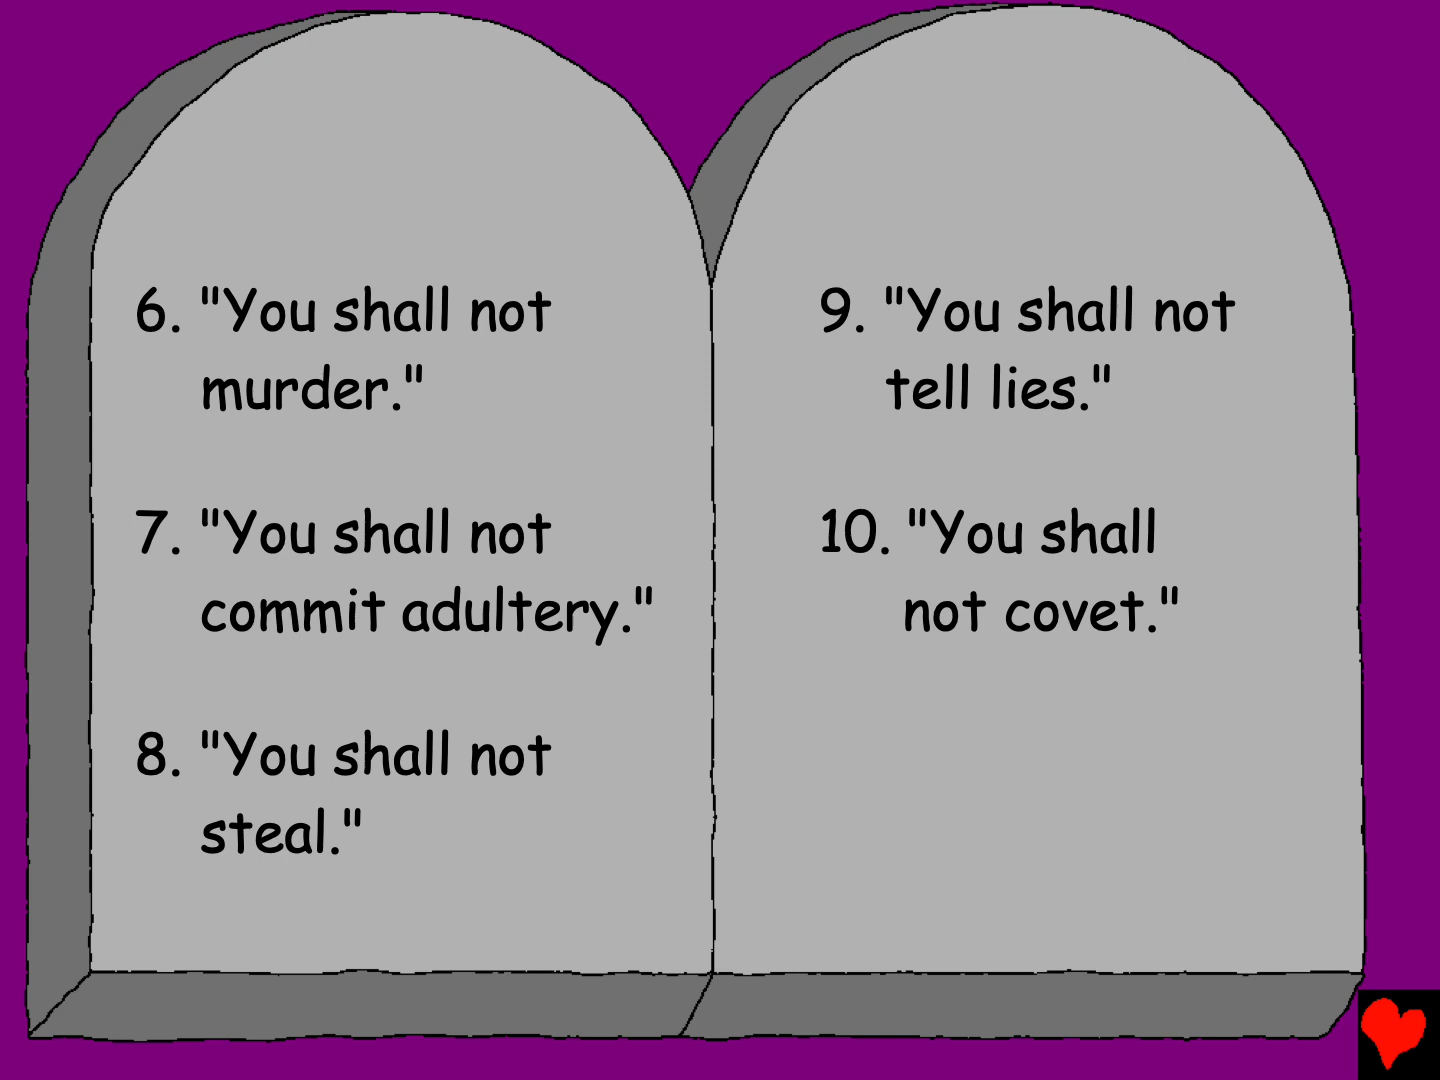 6. "You shall not
murder."
7. "You shall not
commit adultery."
8. "You shall not
steal."
9. "You shall not
tell lies."
10. "You shall
not covet."